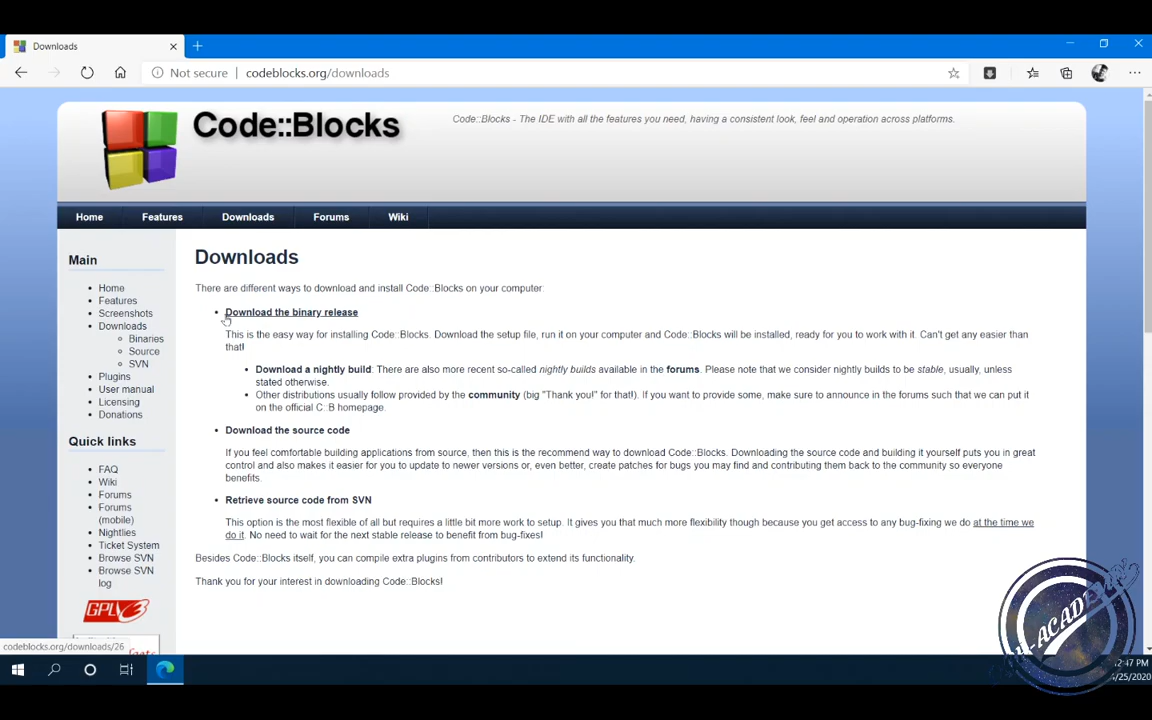 Downloads
Not secure | codeblocks.org/downloads
Code::Blocks
Code::Blocks - The IDE with all the features you need, having a consistent look, feel and operation across platforms.
Home Features Downloads Forums Wiki
Main
Home
Features
Screenshots
Downloads
Binaries
Source
SVN
Plugins
User manual
Licensing
Donations
Quick links
FAQ
Wiki
Forums
Forums
(mobile)
Nightlies
Ticket System
Browse SVN
Browse SVN
log
GPLv3
Downloads
There are different ways to download and install Code::Blocks on your computer:
Download the binary release
This is the easy way for installing Code::Blocks. Download the setup file, run it on your computer and Code::Blocks will be installed, ready for you to work with it. Can't get any easier than
that!
Download a nightly build: There are also more recent so-called nightly builds available in the forums. Please note that we consider nightly builds to be stable, usually, unless
stated otherwise.
Other distributions usually follow provided by the community (big "Thank you!" for that!). If you want to provide some, make sure to announce in the forums such that we can put it
on the official C::B homepage.
Download the source code
If you feel comfortable building applications from source, then this is the recommend way to download Code::Blocks. Downloading the source code and building it yourself puts you in great
control and also makes it easier for you to update to newer versions or, even better, create patches for bugs you may find and contributing them back to the community so everyone
benefits.
Retrieve source code from SVN
This option is the most flexible of all but requires a little bit more work to setup. It gives you that much more flexibility though because you get access to any bug-fixing we do at the time we
do it. No need to wait for the next stable release to benefit from bug-fixes!
Besides Code::Blocks itself, you can compile extra plugins from contributors to extend its functionality.
Thank you for your interest in downloading Code::Blocks!
codeblocks.org/downloads/26
2:47 PM
/25/2020